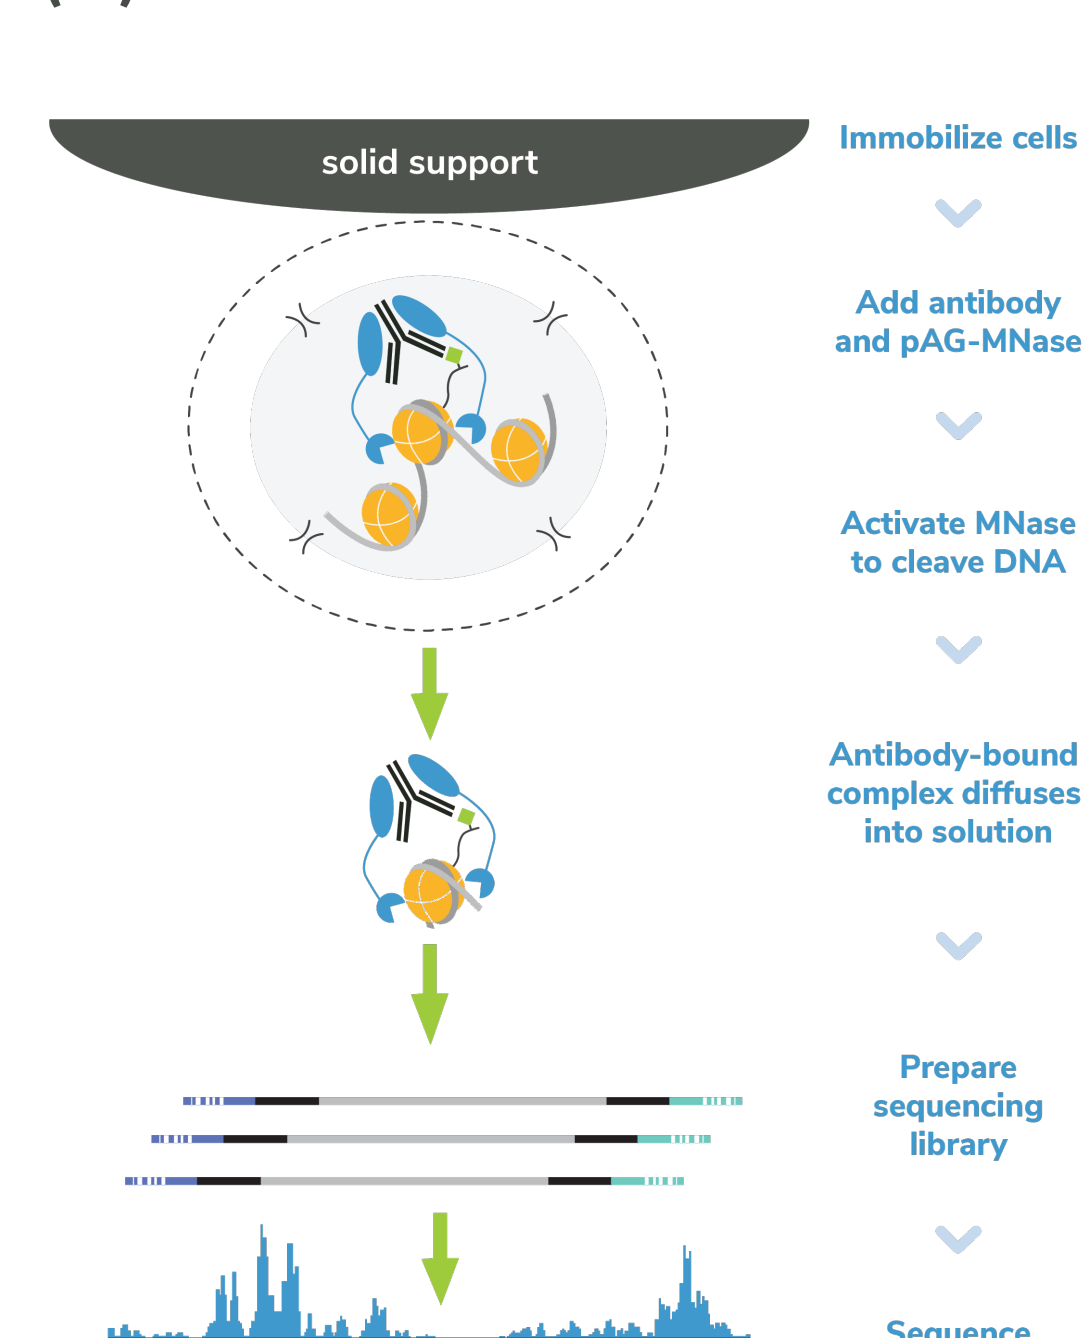 solid support
Immobilize cells
Add antibody
and pAG-MNase
Activate MNase
to cleave DNA
Antibody-bound
complex diffuses
into solution
Prepare
sequencing
library
Sequence